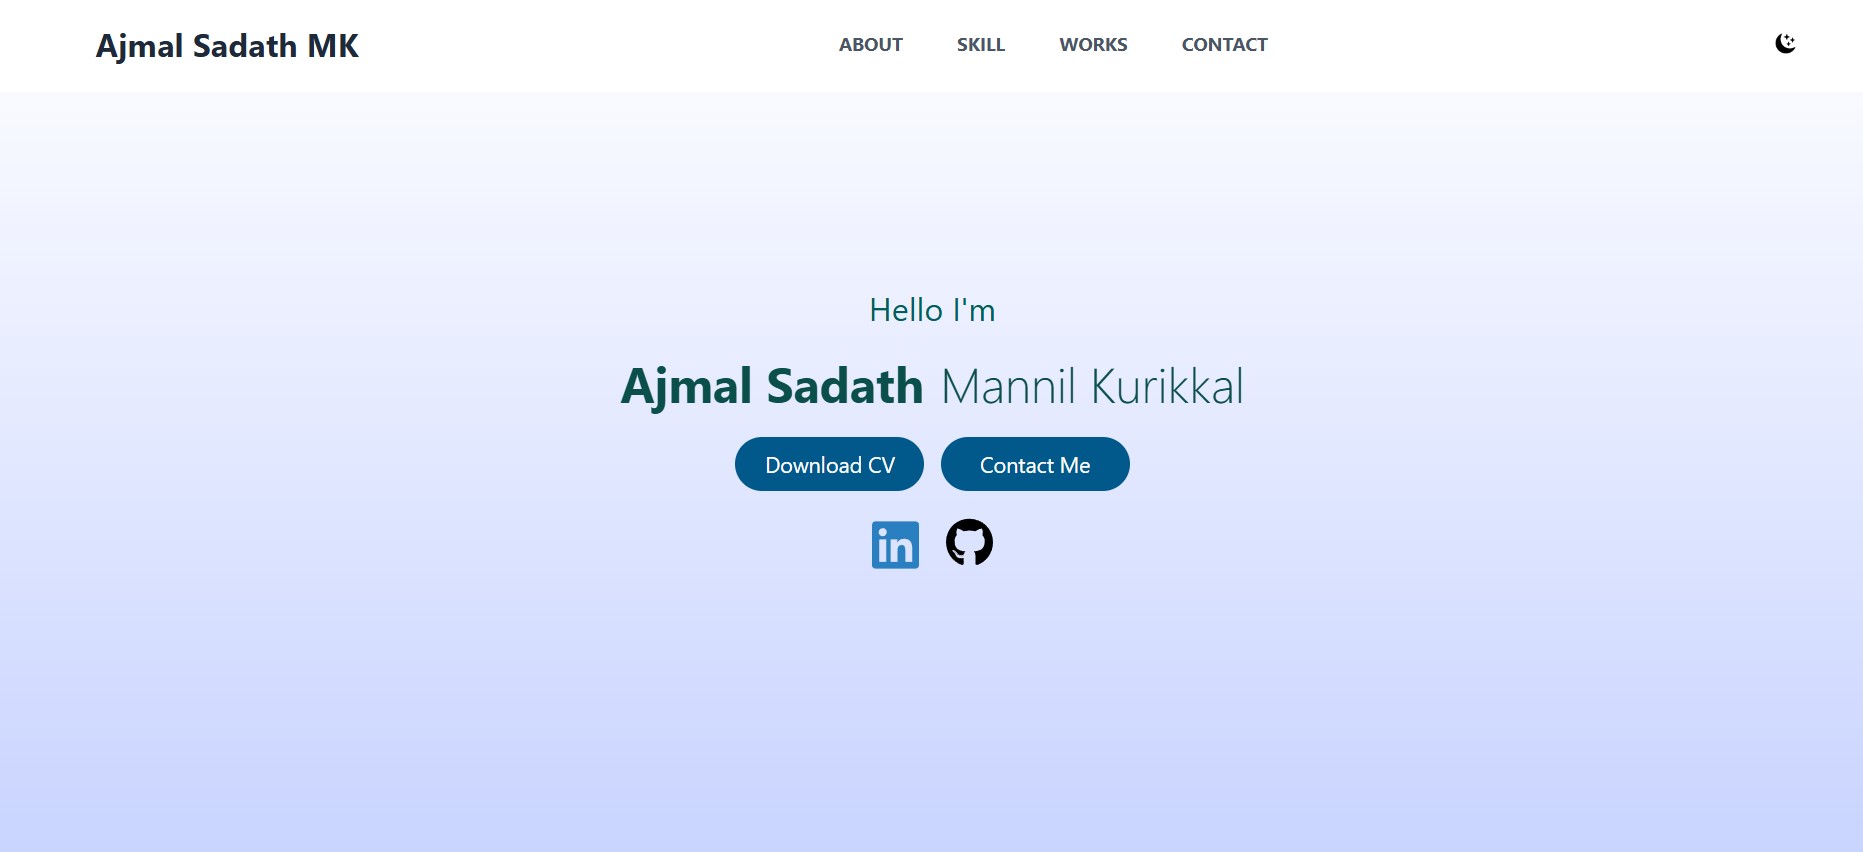 Ajmal Sadath MK
ABOUT
SKILL
WORKS
CONTACT
Hello I'm
Ajmal Sadath Mannil Kurikkal
Download CV
Contact Me
in